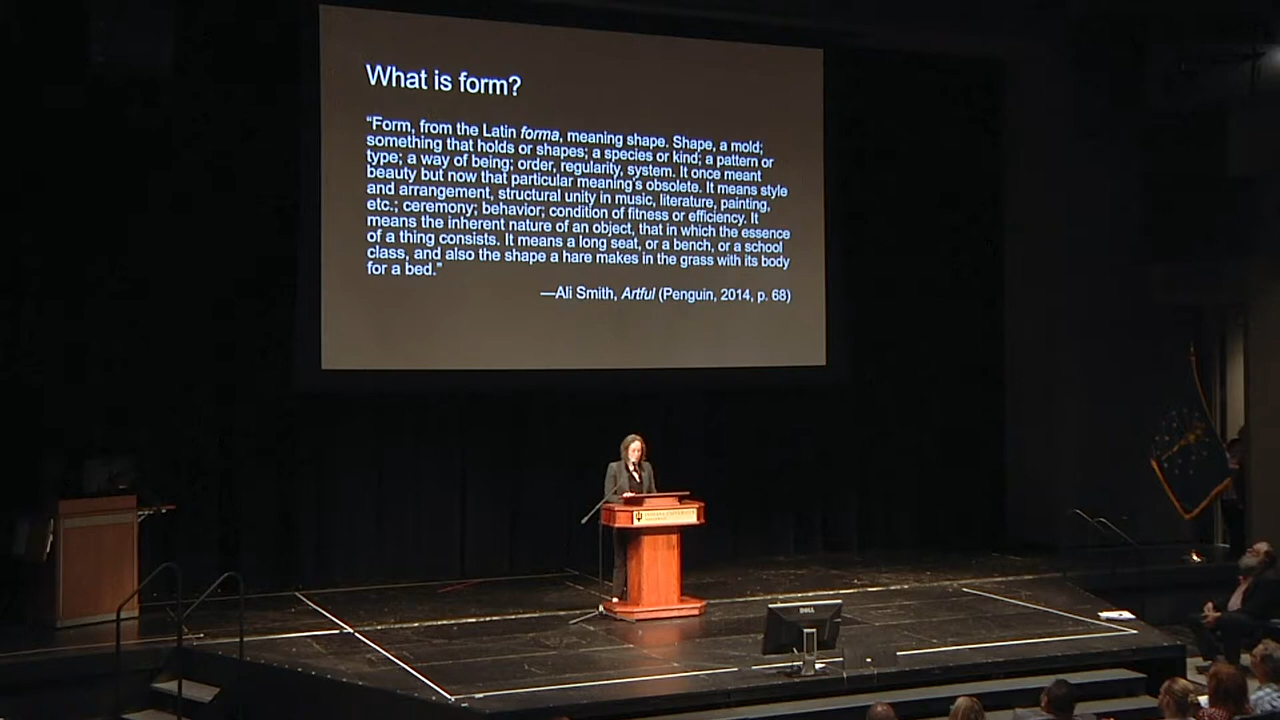 What is form?
“Form, from the Latin forma, meaning shape. Shape, a mold;
something that holds or shapes; a species or kind; a pattern or
type; a way of being; order, regularity, system. It once meant
beauty but now that particular meaning's obsolete. It means style
and arrangement, structural unity in music, literature, painting,
etc.; ceremony; behavior; condition of fitness or efficiency. It
means the inherent nature of an object, that in which the essence
of a thing consists. It means a long seat, or a bench, or a school
class, and also the shape a hare makes in the grass with its body
for a bed.”
—Ali Smith, Artful (Penguin, 2014, p. 68)
INDIANA UNIVERSITY
DELL